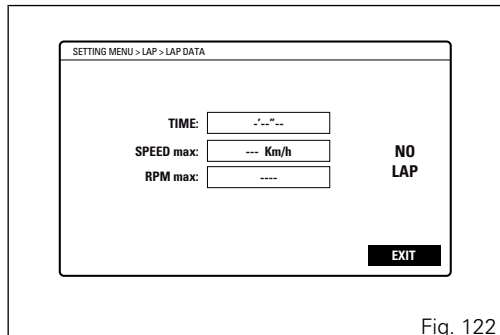 SETTING MENU > LAP > LAP DATA
TIME: -'--"--
SPEED max: --- Km/h
RPM max: ----
NO
LAP
EXIT
Fig. 122